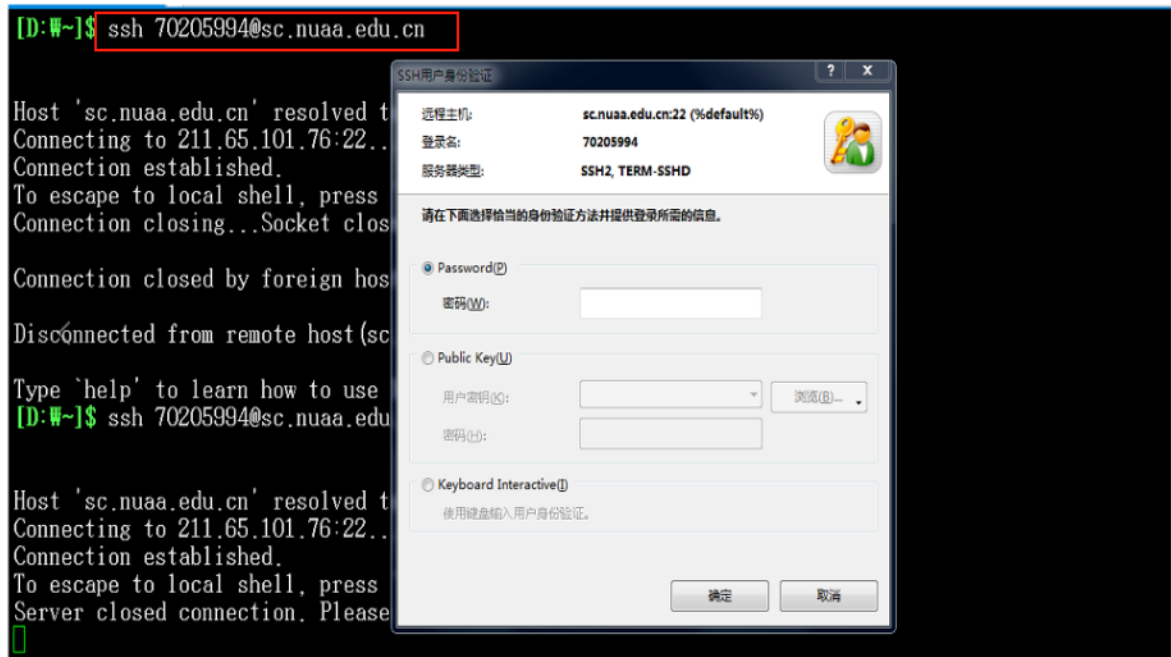 [D:₩~]$ ssh 70205994@sc.nuaa.edu.cn
Host 'sc.nuaa.edu.cn' resolved t
Connecting to 211.65.101.76:22..
Connection established.
To escape to local shell, press
Connection closing...Socket clos
Connection closed by foreign hos
Disconnected from remote host(sc
Type `help' to learn how to use
[D:₩~]$ ssh 70205994@sc.nuaa.edu
Host 'sc.nuaa.edu.cn' resolved t
Connecting to 211.65.101.76:22..
Connection established.
To escape to local shell, press
Server closed connection. Please
SSH用户身份验证
? x
远程主机: sc.nuaa.edu.cn:22 (%default%)
登录名: 70205994
服务器类型: SSH2, TERM-SSHD
请在下面选择恰当的身份验证方法并提供登录所需的信息。
Password(P)
密码(W):
Public Key(U)
用户密钥(K): 浏览(B)...
密码(H):
Keyboard Interactive(I)
使用键盘输入用户身份验证。
确定 取消